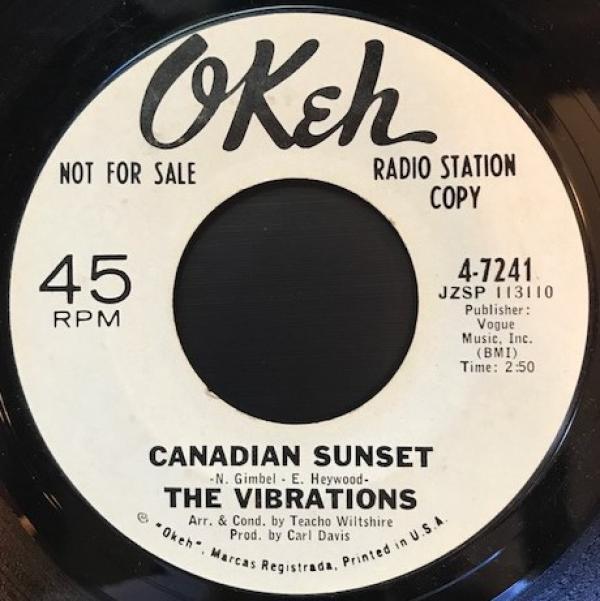 OKeh
NOT FOR SALE
RADIO STATION
COPY
45
RPM
4-7241
JZSP 113110
Publisher:
Vogue
Music, Inc.
(BMI)
Time: 2:50
CANADIAN SUNSET
-N. Gimbel - E. Heywood-
THE VIBRATIONS
Arr. & Cond. by Teacho Wiltshire
Prod. by Carl Davis
® "Okeh". Marcas Registrada. Printed in U.S.A.